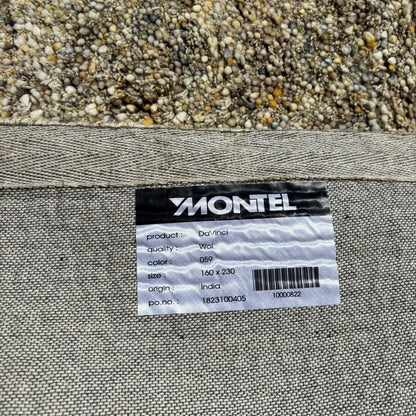 MONTEL
product : DaVinci
quality : Wol
color : 059
size : 160 x 230
origin : India
po.no. : 1823100405
10000822